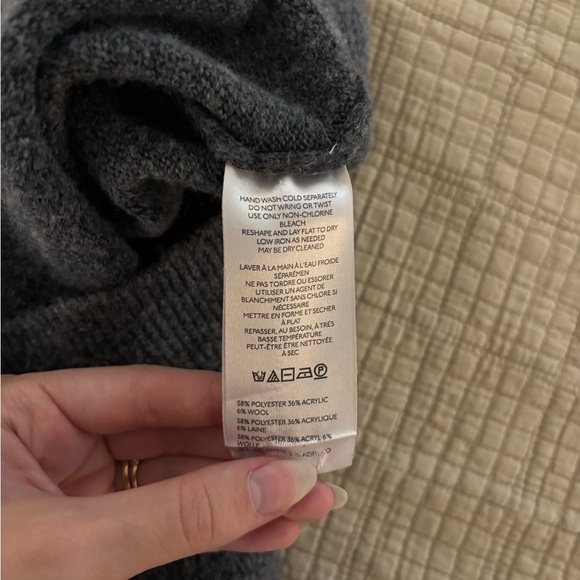 HAND WASH COLD SEPARATELY
DO NOT WRING OR TWIST
USE ONLY NON-CHLORINE
BLEACH
RESHAPE AND LAY FLAT TO DRY
LOW IRON AS NEEDED
MAY BE DRY CLEANED
LAVER À LA MAIN À L'EAU FROIDE
SÉPARÉMEN
NE PAS TORDRE OU ESSORER
UTILISER UN AGENT DE
BLANCHIMENT SANS CHLORE SI
NÉCESSAIRE
METTRE EN FORME ET SECHER
À PLAT
REPASSER, AU BESOIN, À TRÈS
BASSE TEMPÉRATURE
PEUT-ÊTRE ÊTRE NETTOYÉE
À SEC
58% POLYESTER 36% ACRYLIC
6% WOOL
58% POLYESTER 36% ACRYLIQUE
6% LAINE
58% POLYESTER 36% ACRYL 6%
WOLLE